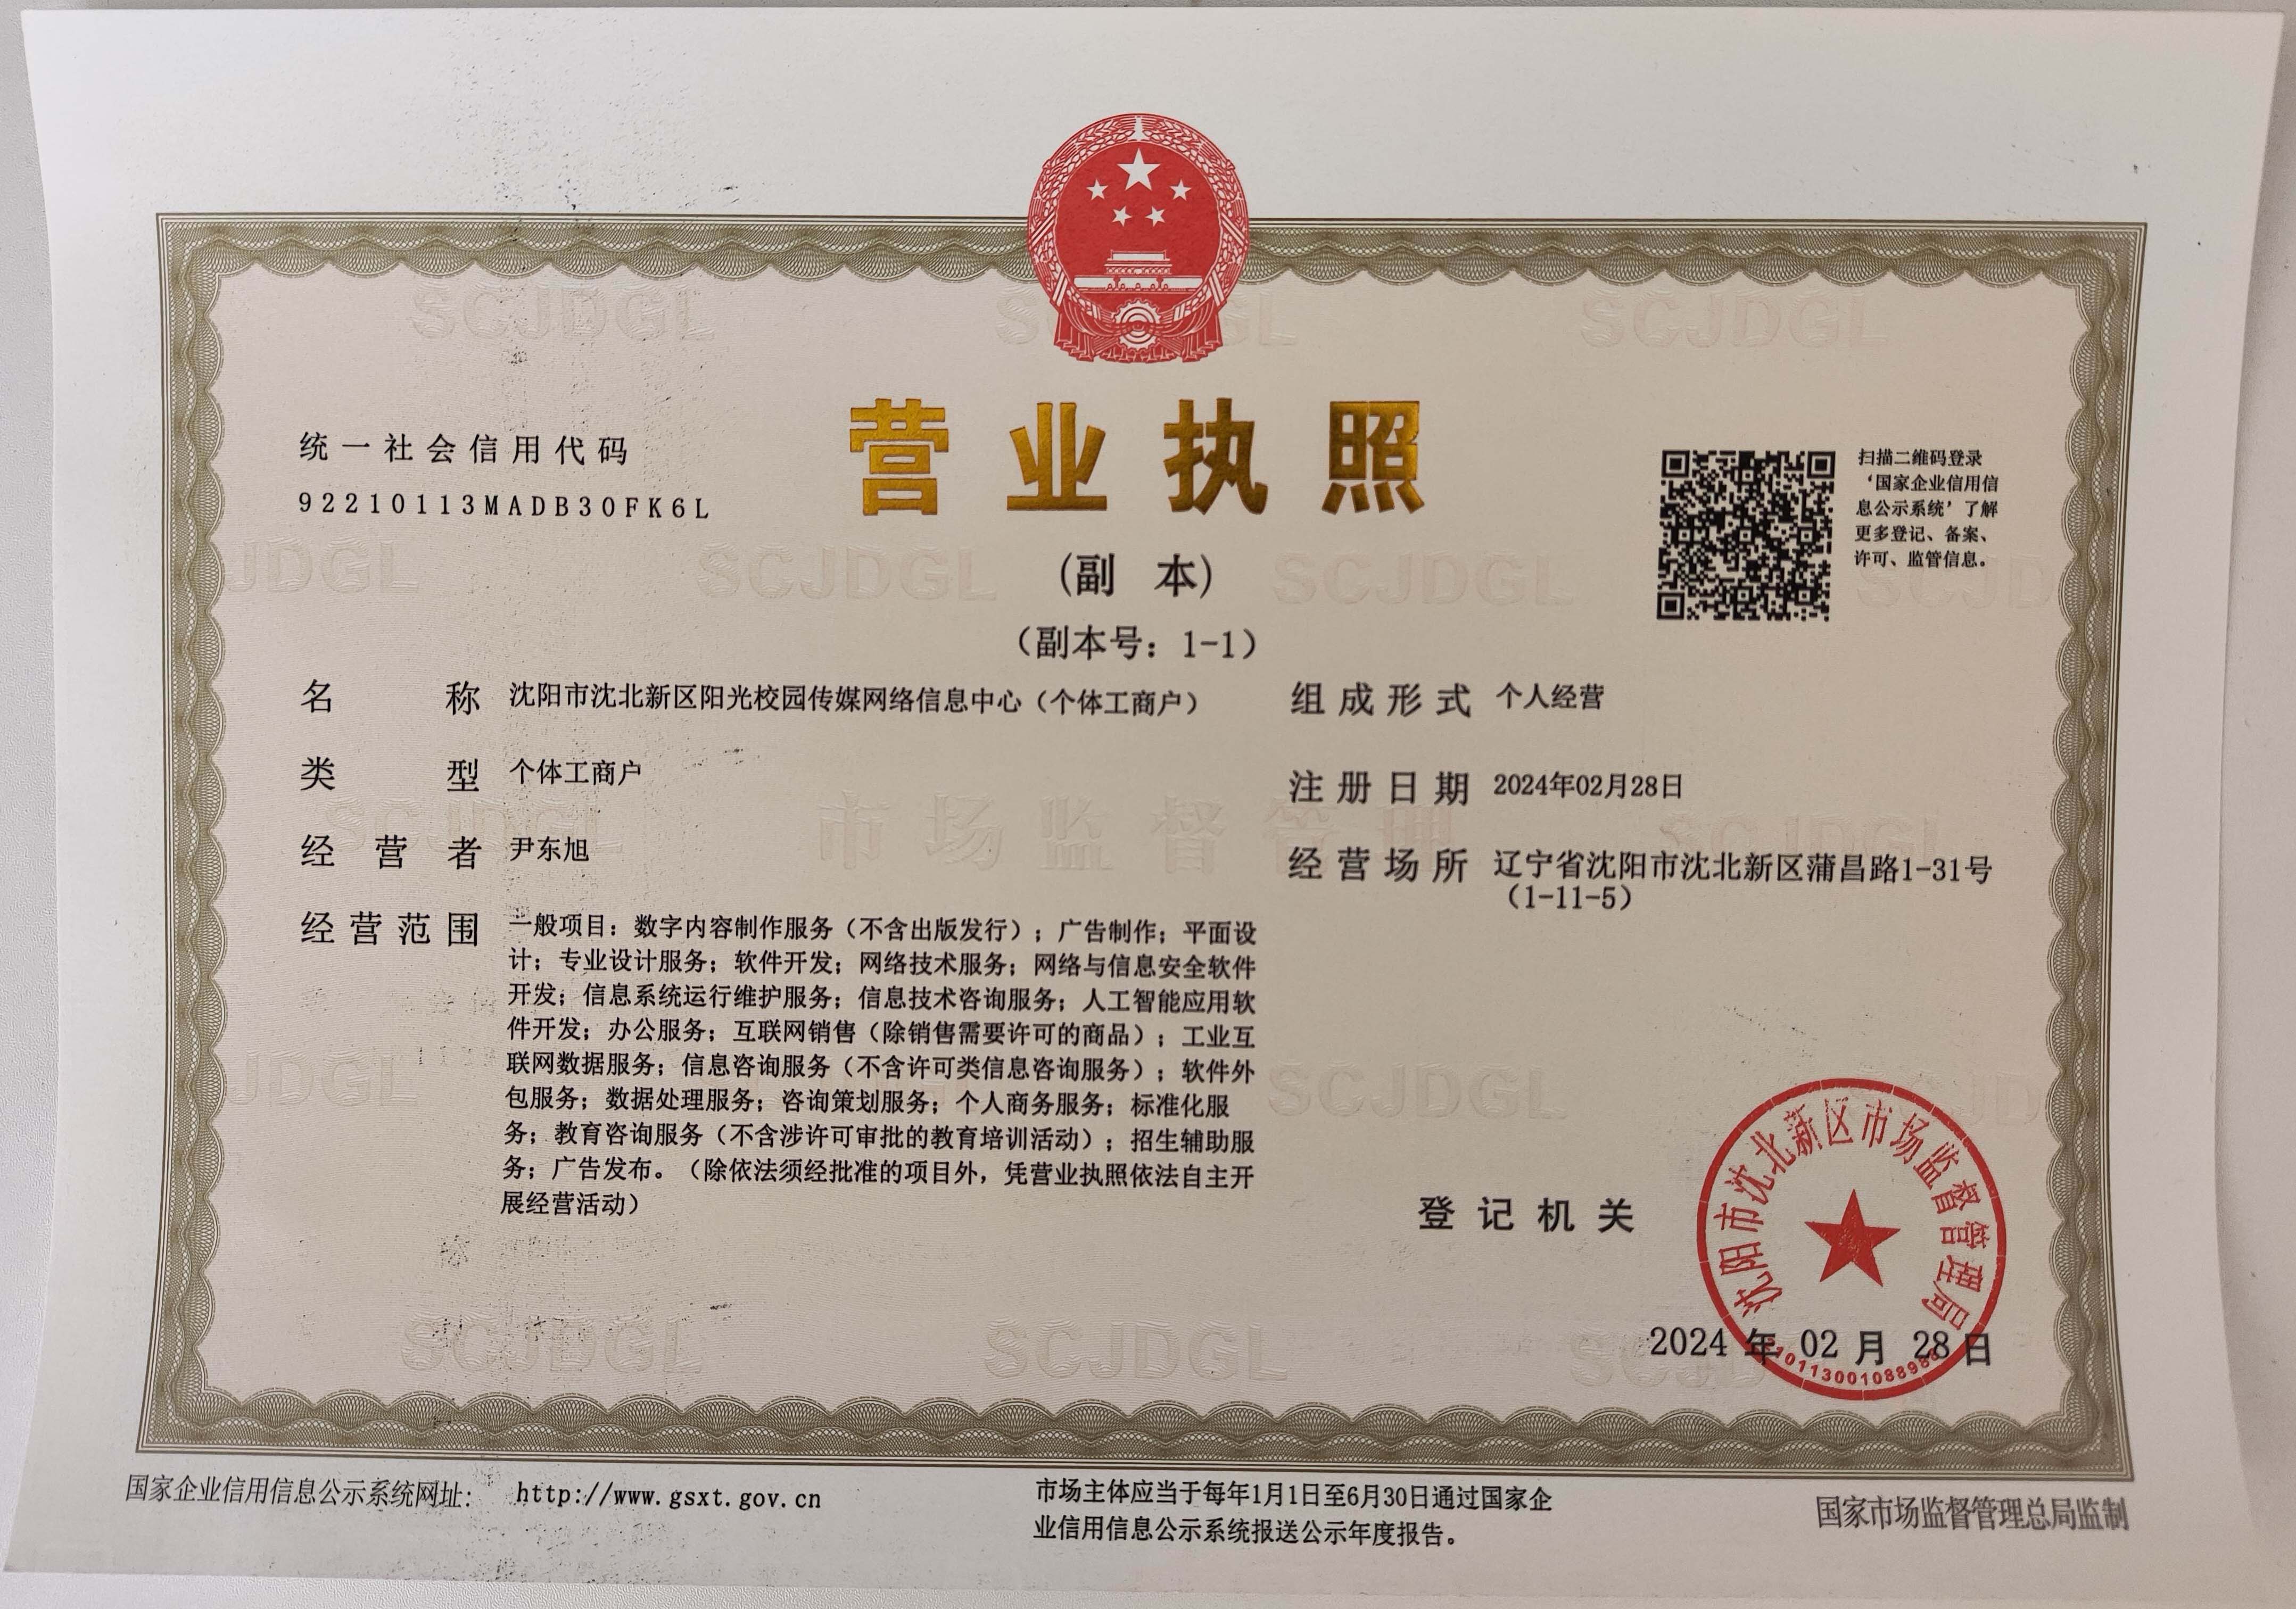 营业执照
(副 本)
(副本号：1-1)
统一社会信用代码
92210113MADB30FK6L
扫描二维码登录
‘国家企业信用信
息公示系统’了解
更多登记、备案、
许可、监管信息。
名 称 沈阳市沈北新区阳光校园传媒网络信息中心（个体工商户）
类 型 个体工商户
经 营 者 尹东旭
经营范围 一般项目：数字内容制作服务（不含出版发行）；广告制作；平面设
计；专业设计服务；软件开发；网络技术服务；网络与信息安全软件
开发；信息系统运行维护服务；信息技术咨询服务；人工智能应用软
件开发；办公服务；互联网销售（除销售需要许可的商品）；工业互
联网数据服务；信息咨询服务（不含许可类信息咨询服务）；软件外
包服务；数据处理服务；咨询策划服务；个人商务服务；标准化服
务；教育咨询服务（不含涉许可审批的教育培训活动）；招生辅助服
务；广告发布。（除依法须经批准的项目外，凭营业执照依法自主开
展经营活动）
组成形式 个人经营
注册日期 2024年02月28日
经营场所 辽宁省沈阳市沈北新区蒲昌路1-31号
（1-11-5）
登记机关
沈阳市沈北新区市场监督管理局
2024 年 02 月 28 日
国家企业信用信息公示系统网址： http://www.gsxt.gov.cn
市场主体应当于每年1月1日至6月30日通过国家企
业信用信息公示系统报送公示年度报告。
国家市场监督管理总局监制
SCJDGL
市场监督管理